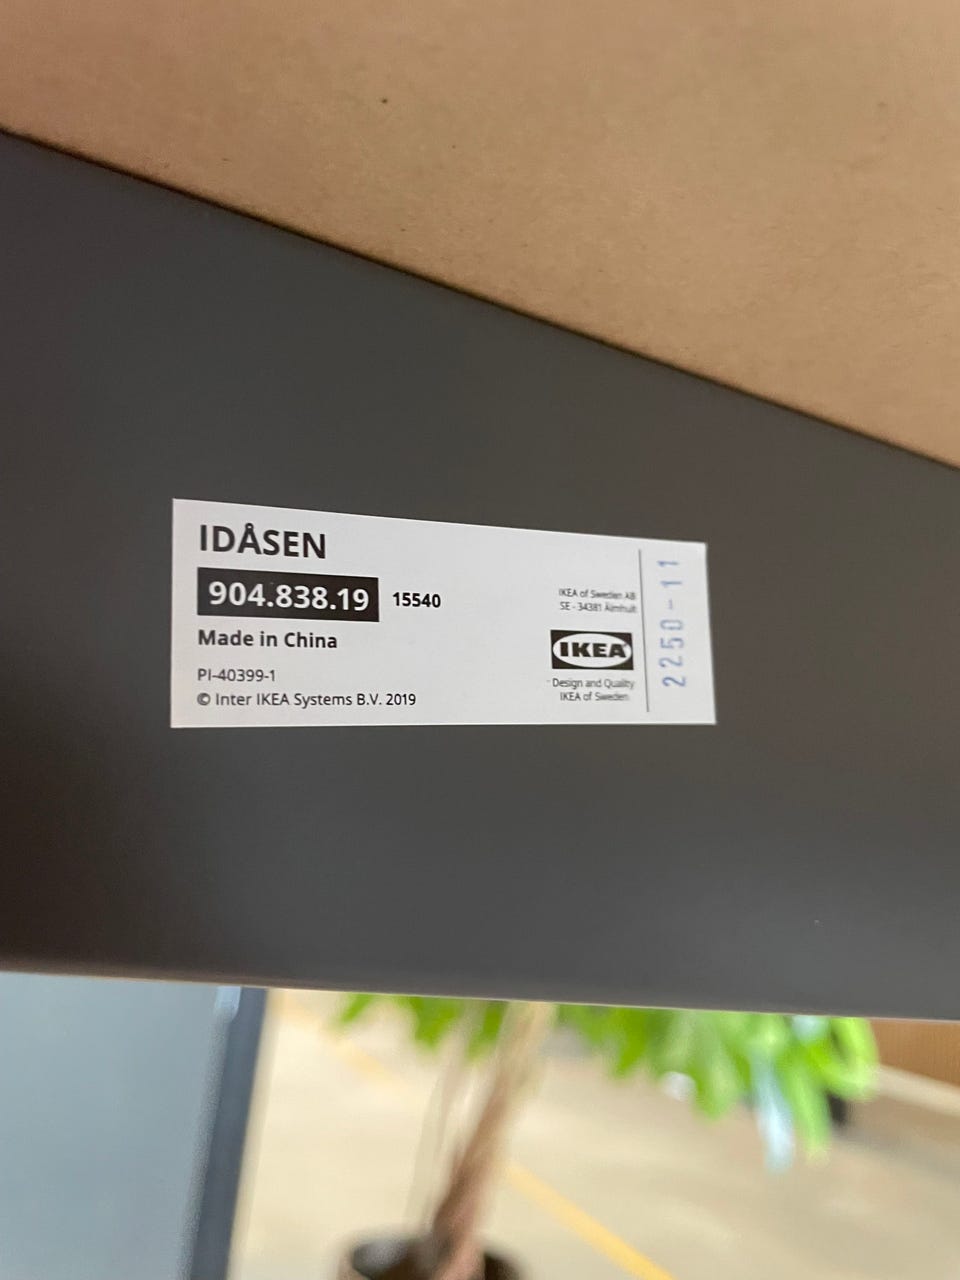 IDÅSEN
904.838.19 15540
Made in China
PI-40399-1
© Inter IKEA Systems B.V. 2019
IKEA of Sweden AB
SE - 34381 Älmhult
IKEA
Design and Quality
IKEA of Sweden
2250-11